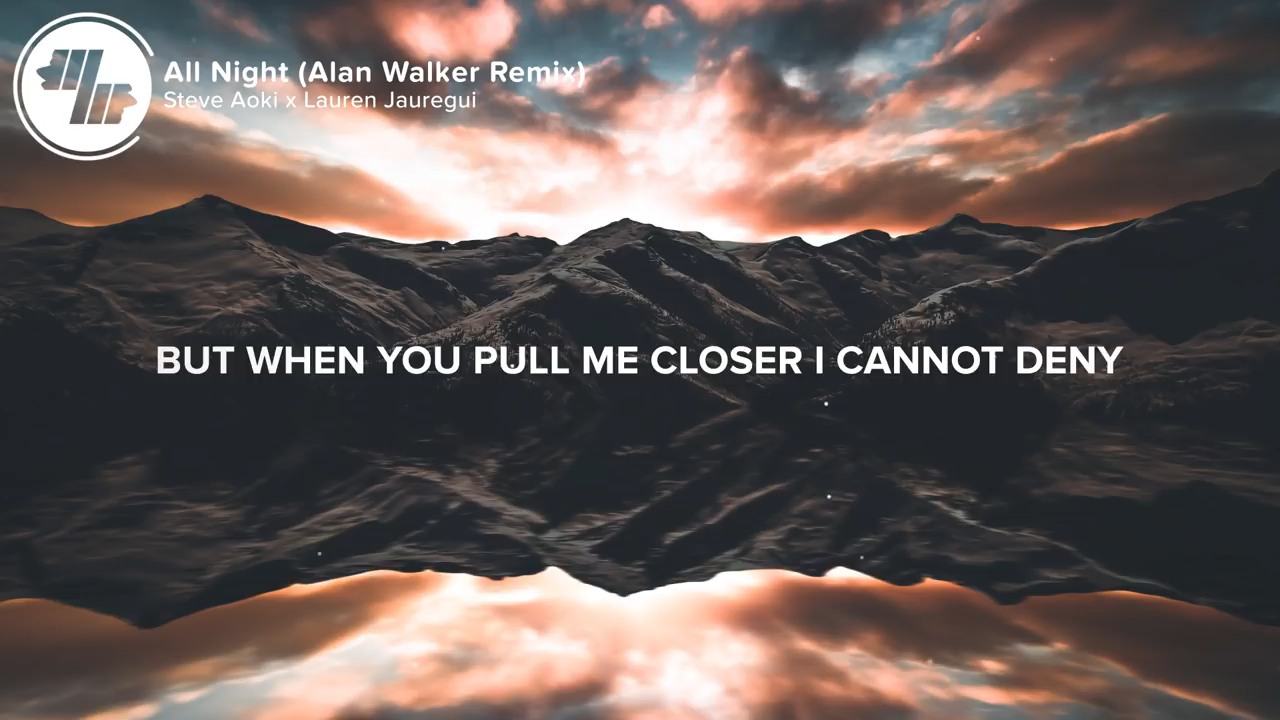 All Night (Alan Walker Remix)
Steve Aoki x Lauren Jauregui
BUT WHEN YOU PULL ME CLOSER I CANNOT DENY